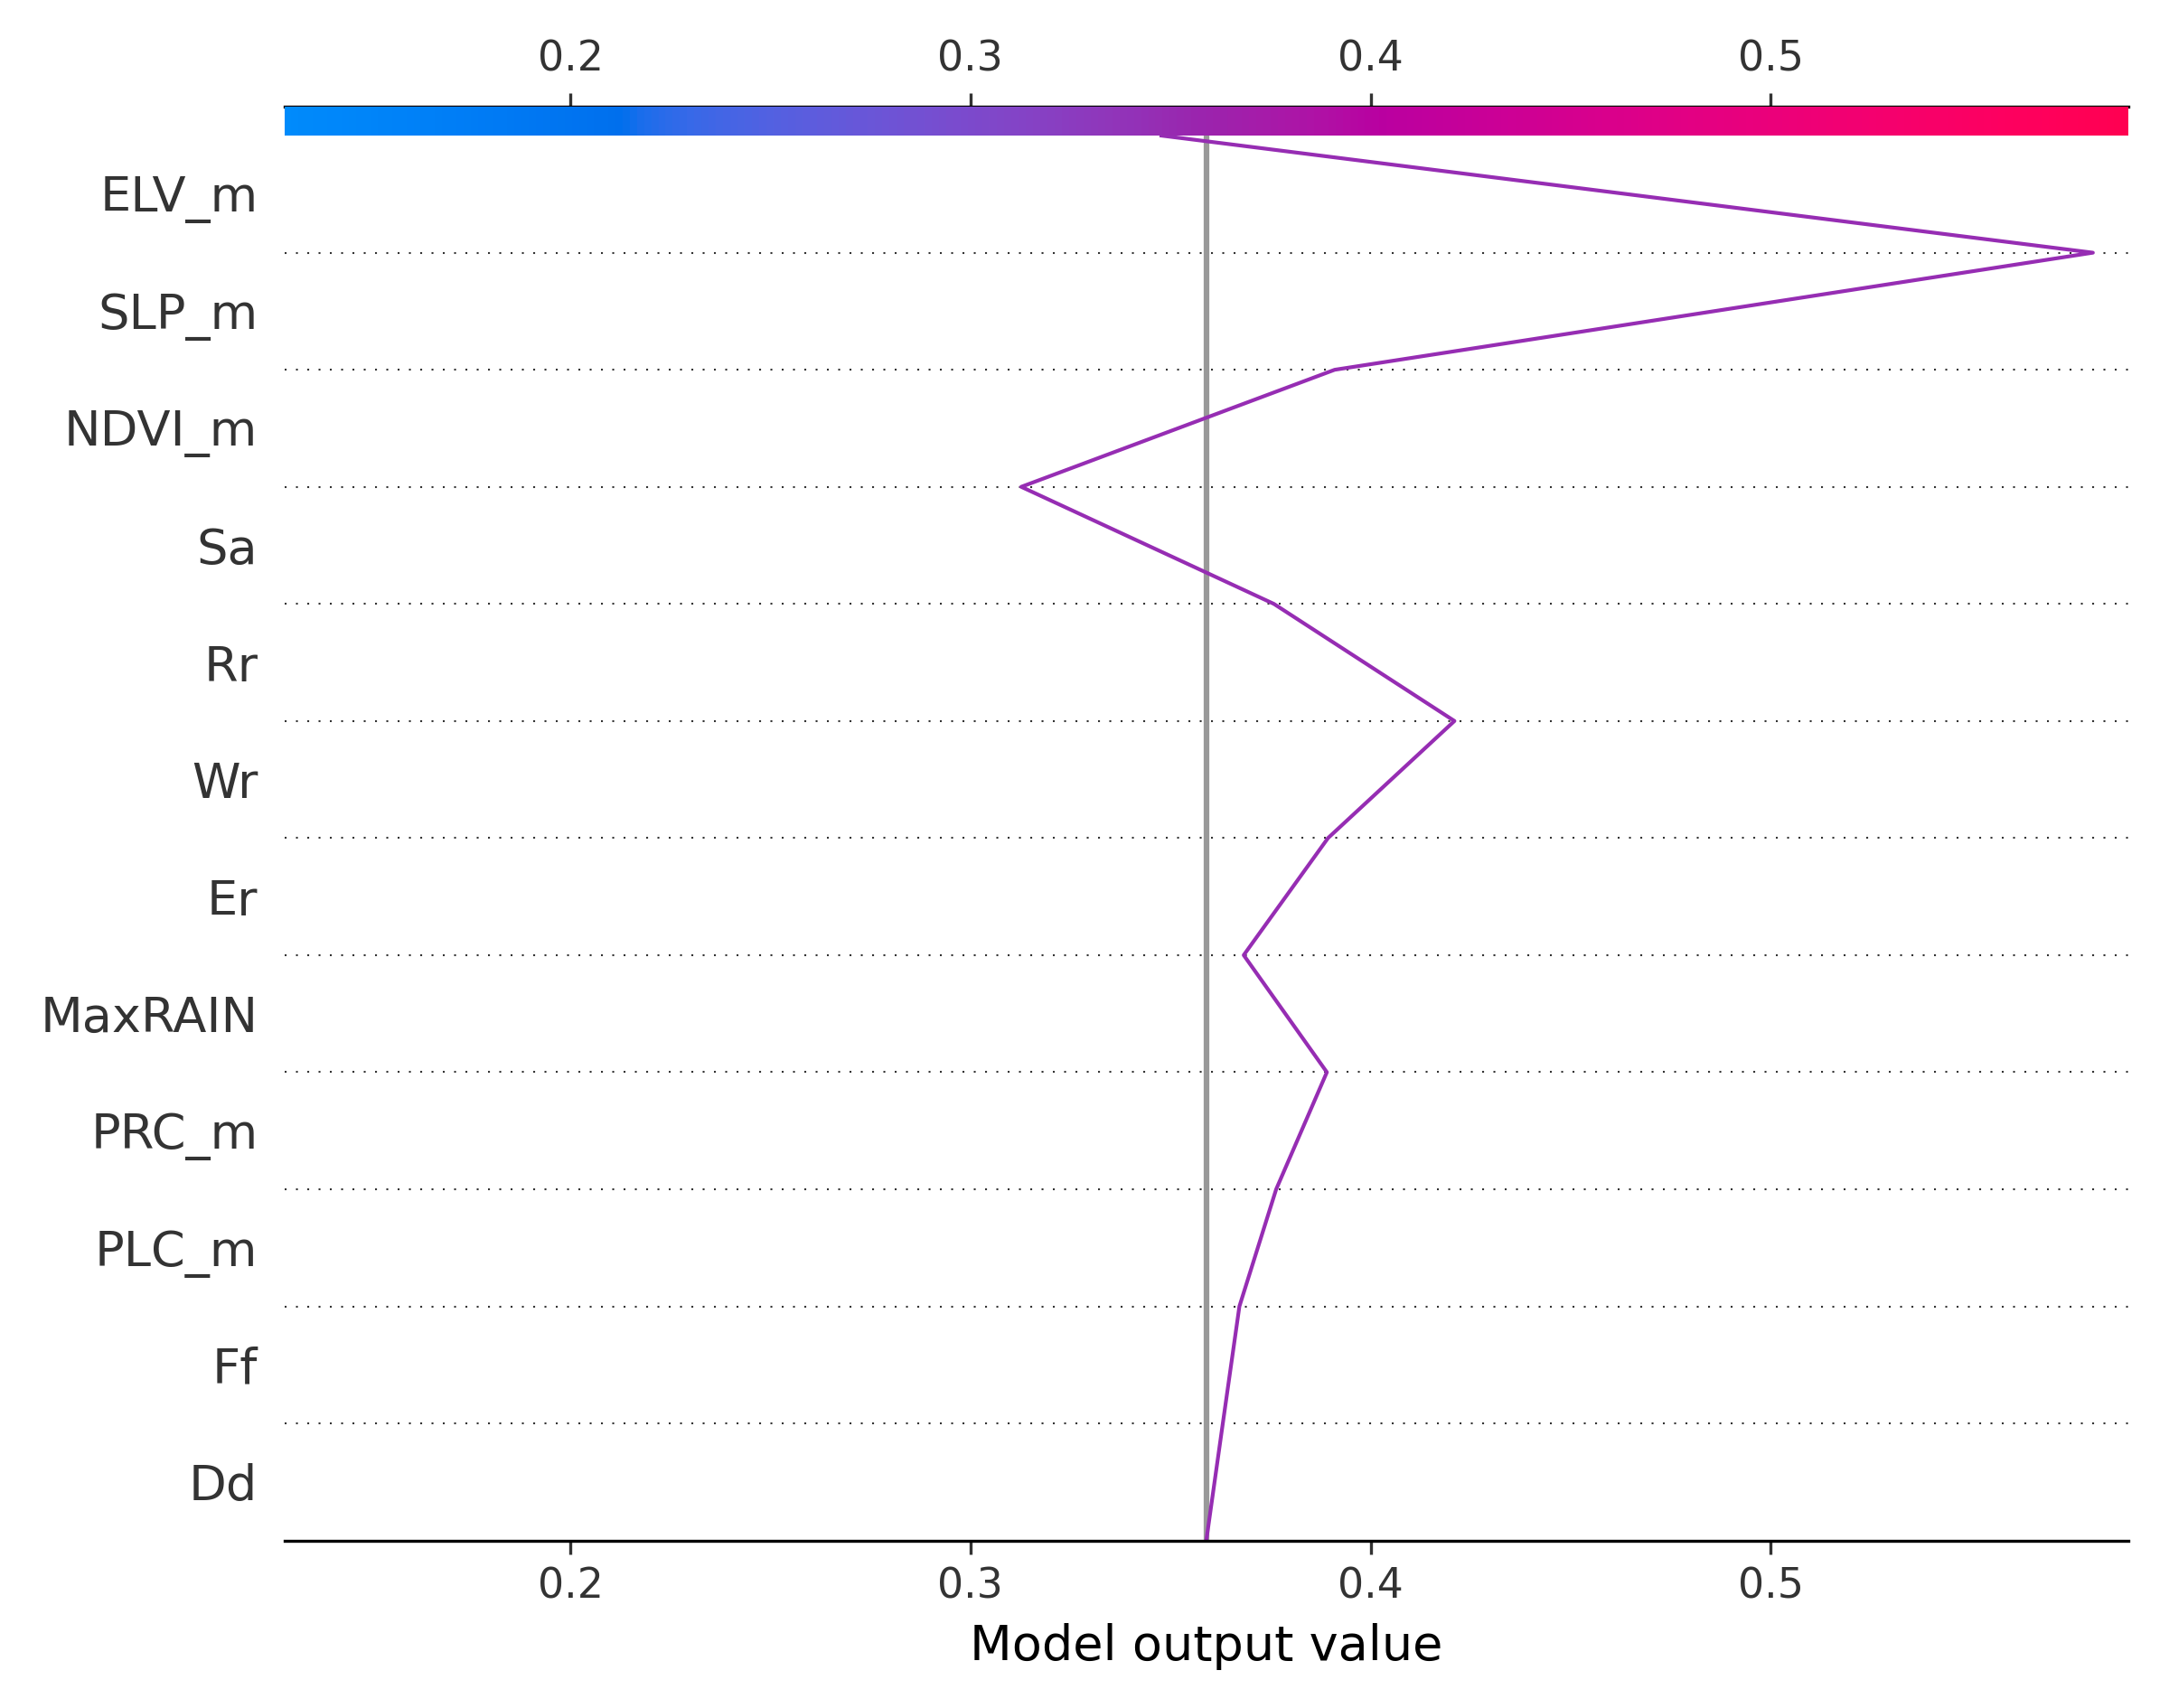 0.2 0.3 0.4 0.5
ELV_m
SLP_m
NDVI_m
Sa
Rr
Wr
Er
MaxRAIN
PRC_m
PLC_m
Ff
Dd
0.2 0.3 0.4 0.5
Model output value